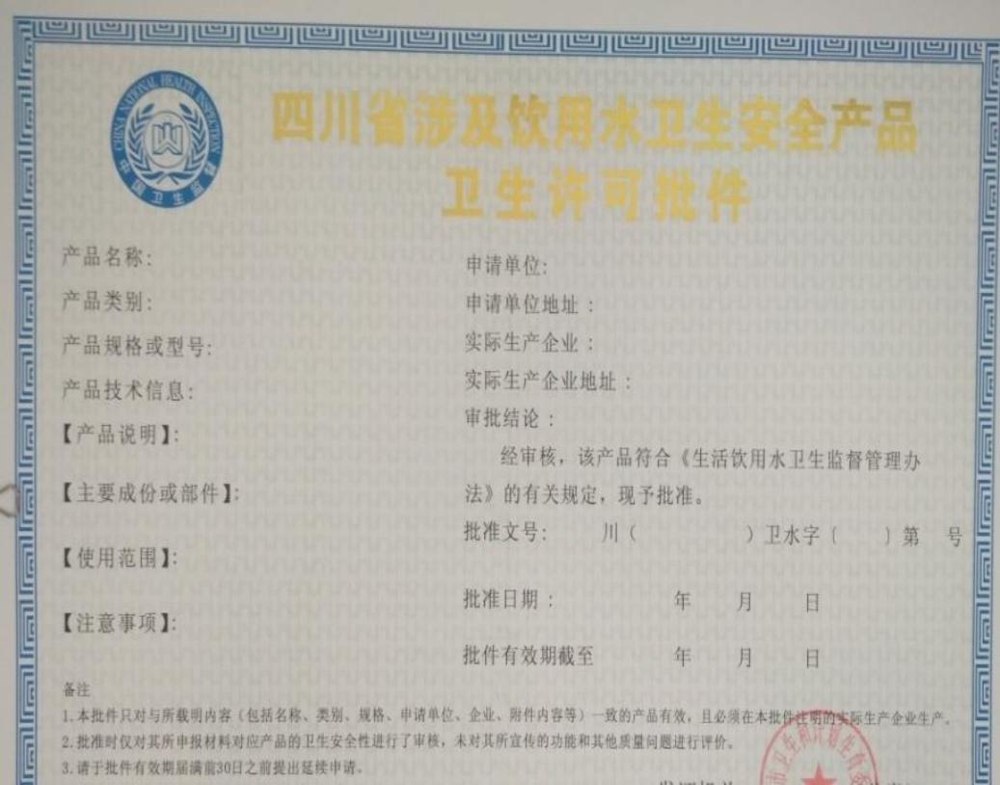 CHINA NATIONAL HEALTH INSPECTION
中国卫生监督
四川省涉及饮用水卫生安全产品
卫生许可批件
产品名称:
产品类别:
产品规格或型号:
产品技术信息:
【产品说明】:
【主要成份或部件】:
【使用范围】:
【注意事项】:
申请单位:
申请单位地址:
实际生产企业:
实际生产企业地址:
审批结论:
经审核，该产品符合《生活饮用水卫生监督管理办
法》的有关规定，现予批准。
批准文号: 川( )卫水字〔 〕第 号
批准日期: 年 月 日
批件有效期截至 年 月 日
备注
1.本批件只对与所载明内容（包括名称、类别、规格、申请单位、企业、附件内容等）一致的产品有效，且必须在本批件注明的实际生产企业生产。
2.批准时仅对其所申报材料对应产品的卫生安全性进行了审核，未对其所宣传的功能和其他质量问题进行评价。
3.请于批件有效期届满前30日之前提出延续申请。
市卫生和计划生育委